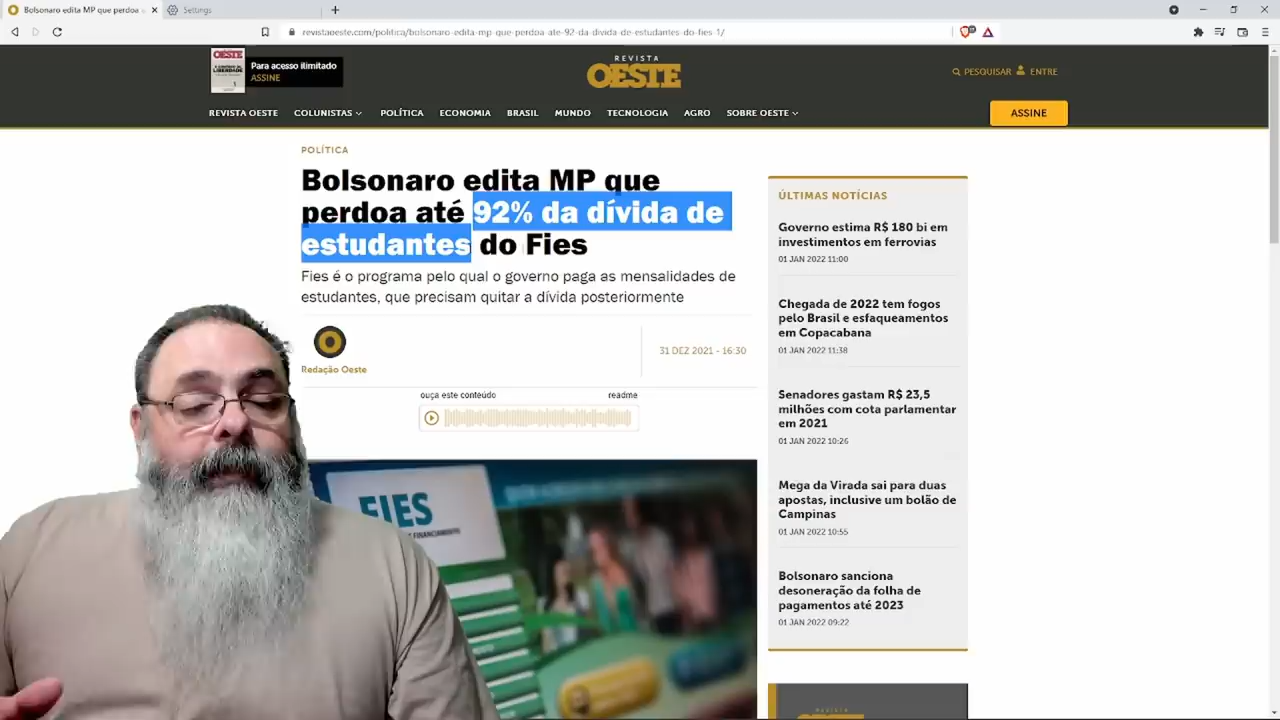 Bolsonaro edita MP que perdoa
Settings
revistaoeste.com/politica/bolsonaro-edita-mp-que-perdoa-ate-92-da-divida-de-estudantes-do-fies-1/
OESTE
Para acesso ilimitado
ASSINE
REVISTA
OESTE
PESQUISAR
ENTRE
REVISTA OESTE
COLUNISTAS
POLÍTICA
ECONOMIA
BRASIL
MUNDO
TECNOLOGIA
AGRO
SOBRE OESTE
ASSINE
POLÍTICA
Bolsonaro edita MP que
perdoa até 92% da dívida de
estudantes do Fies
Fies é o programa pelo qual o governo paga as mensalidades de
estudantes, que precisam quitar a dívida posteriormente
Redação Oeste
31 DEZ 2021 - 16:30
ouça este conteúdo
readme
FIES
ÚLTIMAS NOTÍCIAS
Governo estima R$ 180 bi em
investimentos em ferrovias
01 JAN 2022 11:00
Chegada de 2022 tem fogos
pelo Brasil e esfaqueamentos
em Copacabana
01 JAN 2022 11:38
Senadores gastam R$ 23,5
milhões com cota parlamentar
em 2021
01 JAN 2022 10:26
Mega da Virada sai para duas
apostas, inclusive um bolão de
Campinas
01 JAN 2022 10:55
Bolsonaro sanciona
desoneração da folha de
pagamentos até 2023
01 JAN 2022 09:22
REVISTA